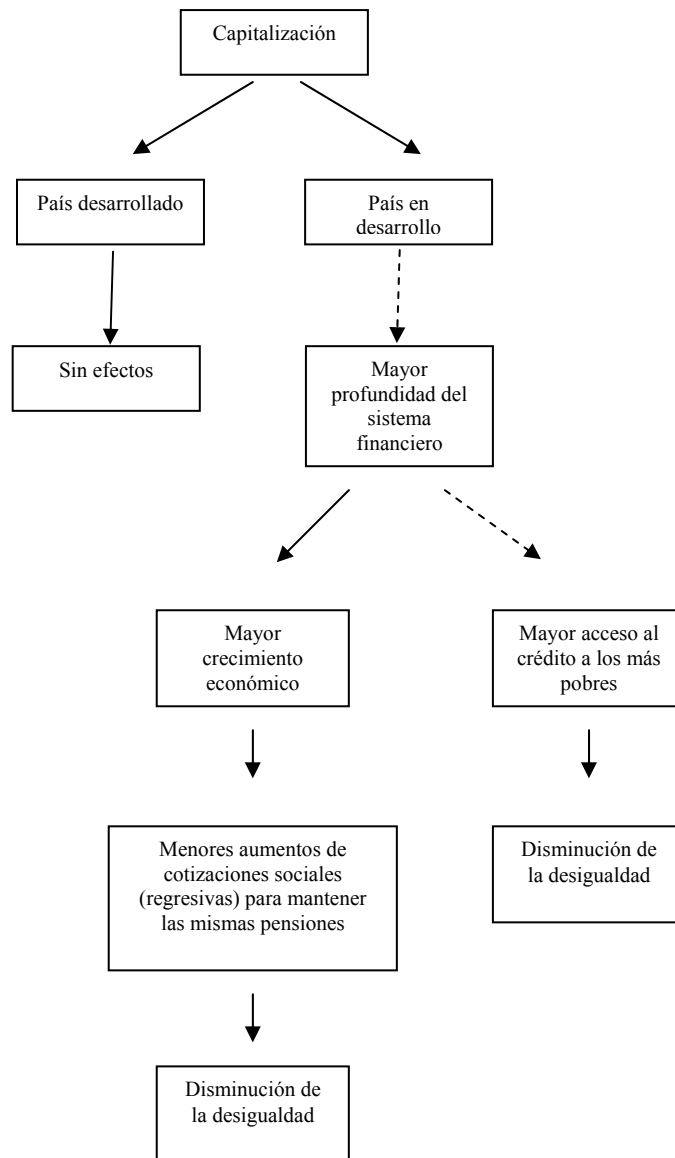 Capitalización
País desarrollado
País en
desarrollo
Sin efectos
Mayor
profundidad del
sistema
financiero
Mayor
crecimiento
económico
Mayor acceso al
crédito a los más
pobres
Menores aumentos de
cotizaciones sociales
(regresivas) para mantener
las mismas pensiones
Disminución de
la desigualdad
Disminución de
la desigualdad